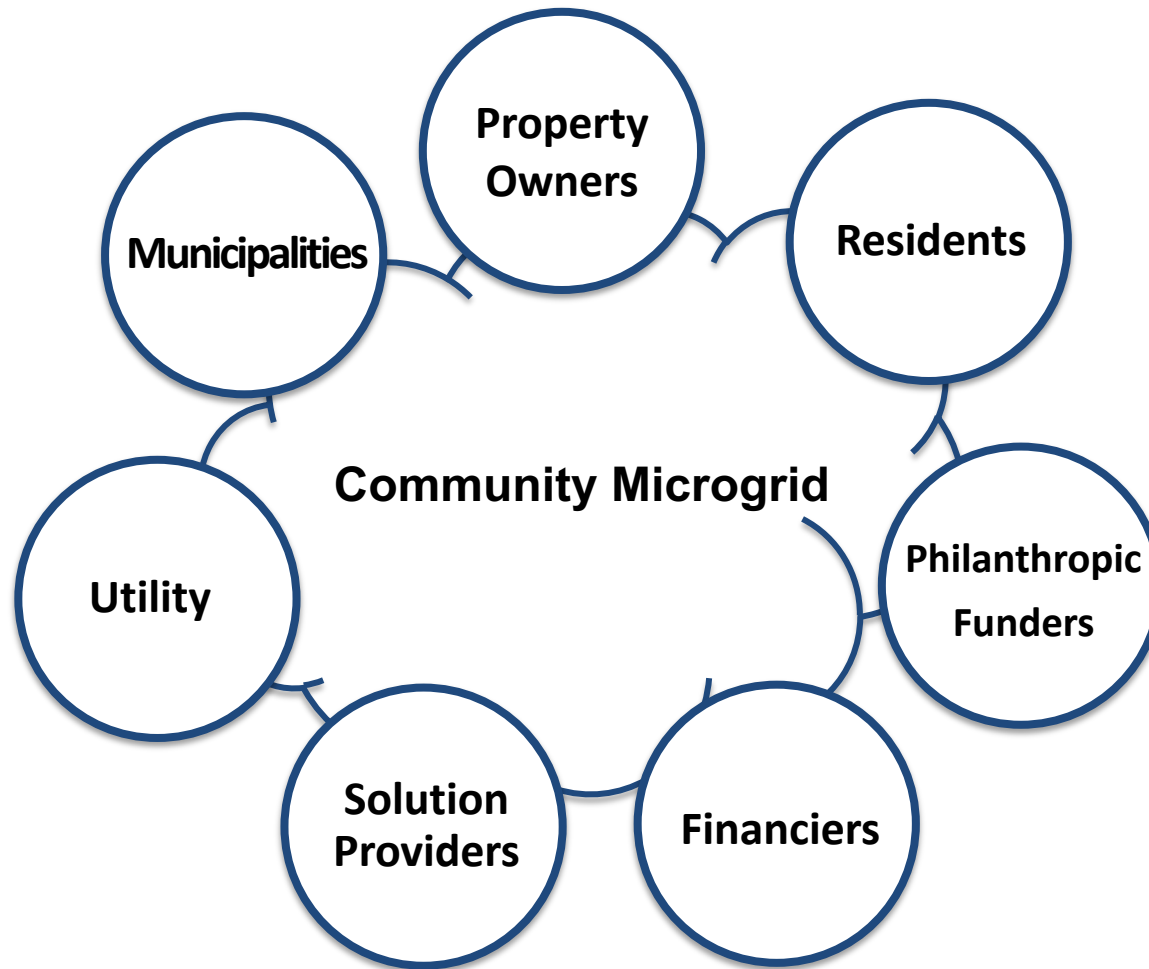 Property
Owners
Residents
Municipalities
Community Microgrid
Philanthropic
Funders
Utility
Solution
Providers
Financiers